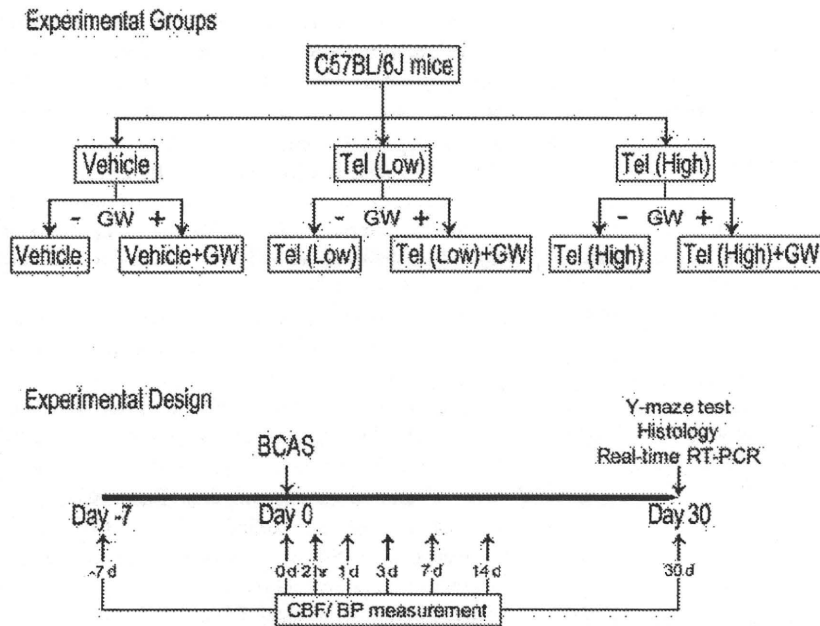 Experimental Groups
C57BL/6J mice
Vehicle Tel (Low) Tel (High)
- GW + - GW + - GW +
Vehicle Vehicle+GW Tel (Low) Tel (Low)+GW Tel (High) Tel (High)+GW
Experimental Design
Y-maze test
Histology
Real-time RT-PCR
BCAS
Day -7 Day 0 Day 30
-7 d 0 d 2 hr 1 d 3 d 7 d 14 d 30 d
CBF/ BP measurement